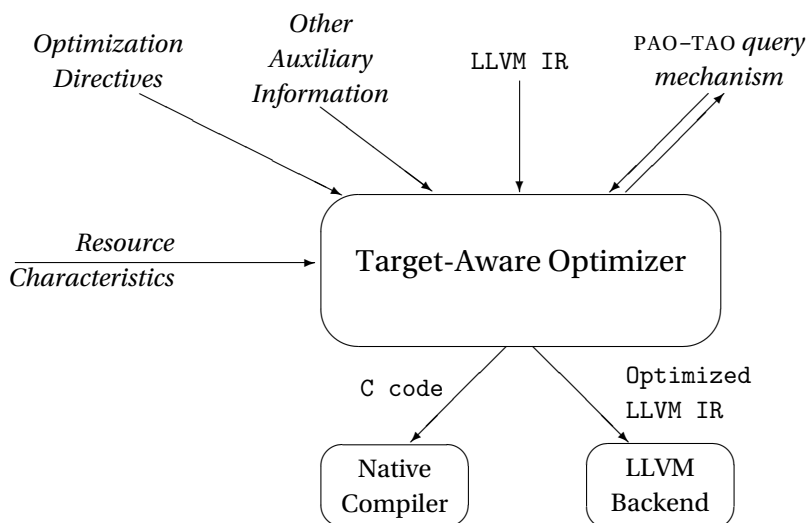 Optimization
Directives
Other
Auxiliary
Information
LLVM IR
PAO–TAO query
mechanism
Resource
Characteristics
Target-Aware Optimizer
C code
Optimized
LLVM IR
Native
Compiler
LLVM
Backend